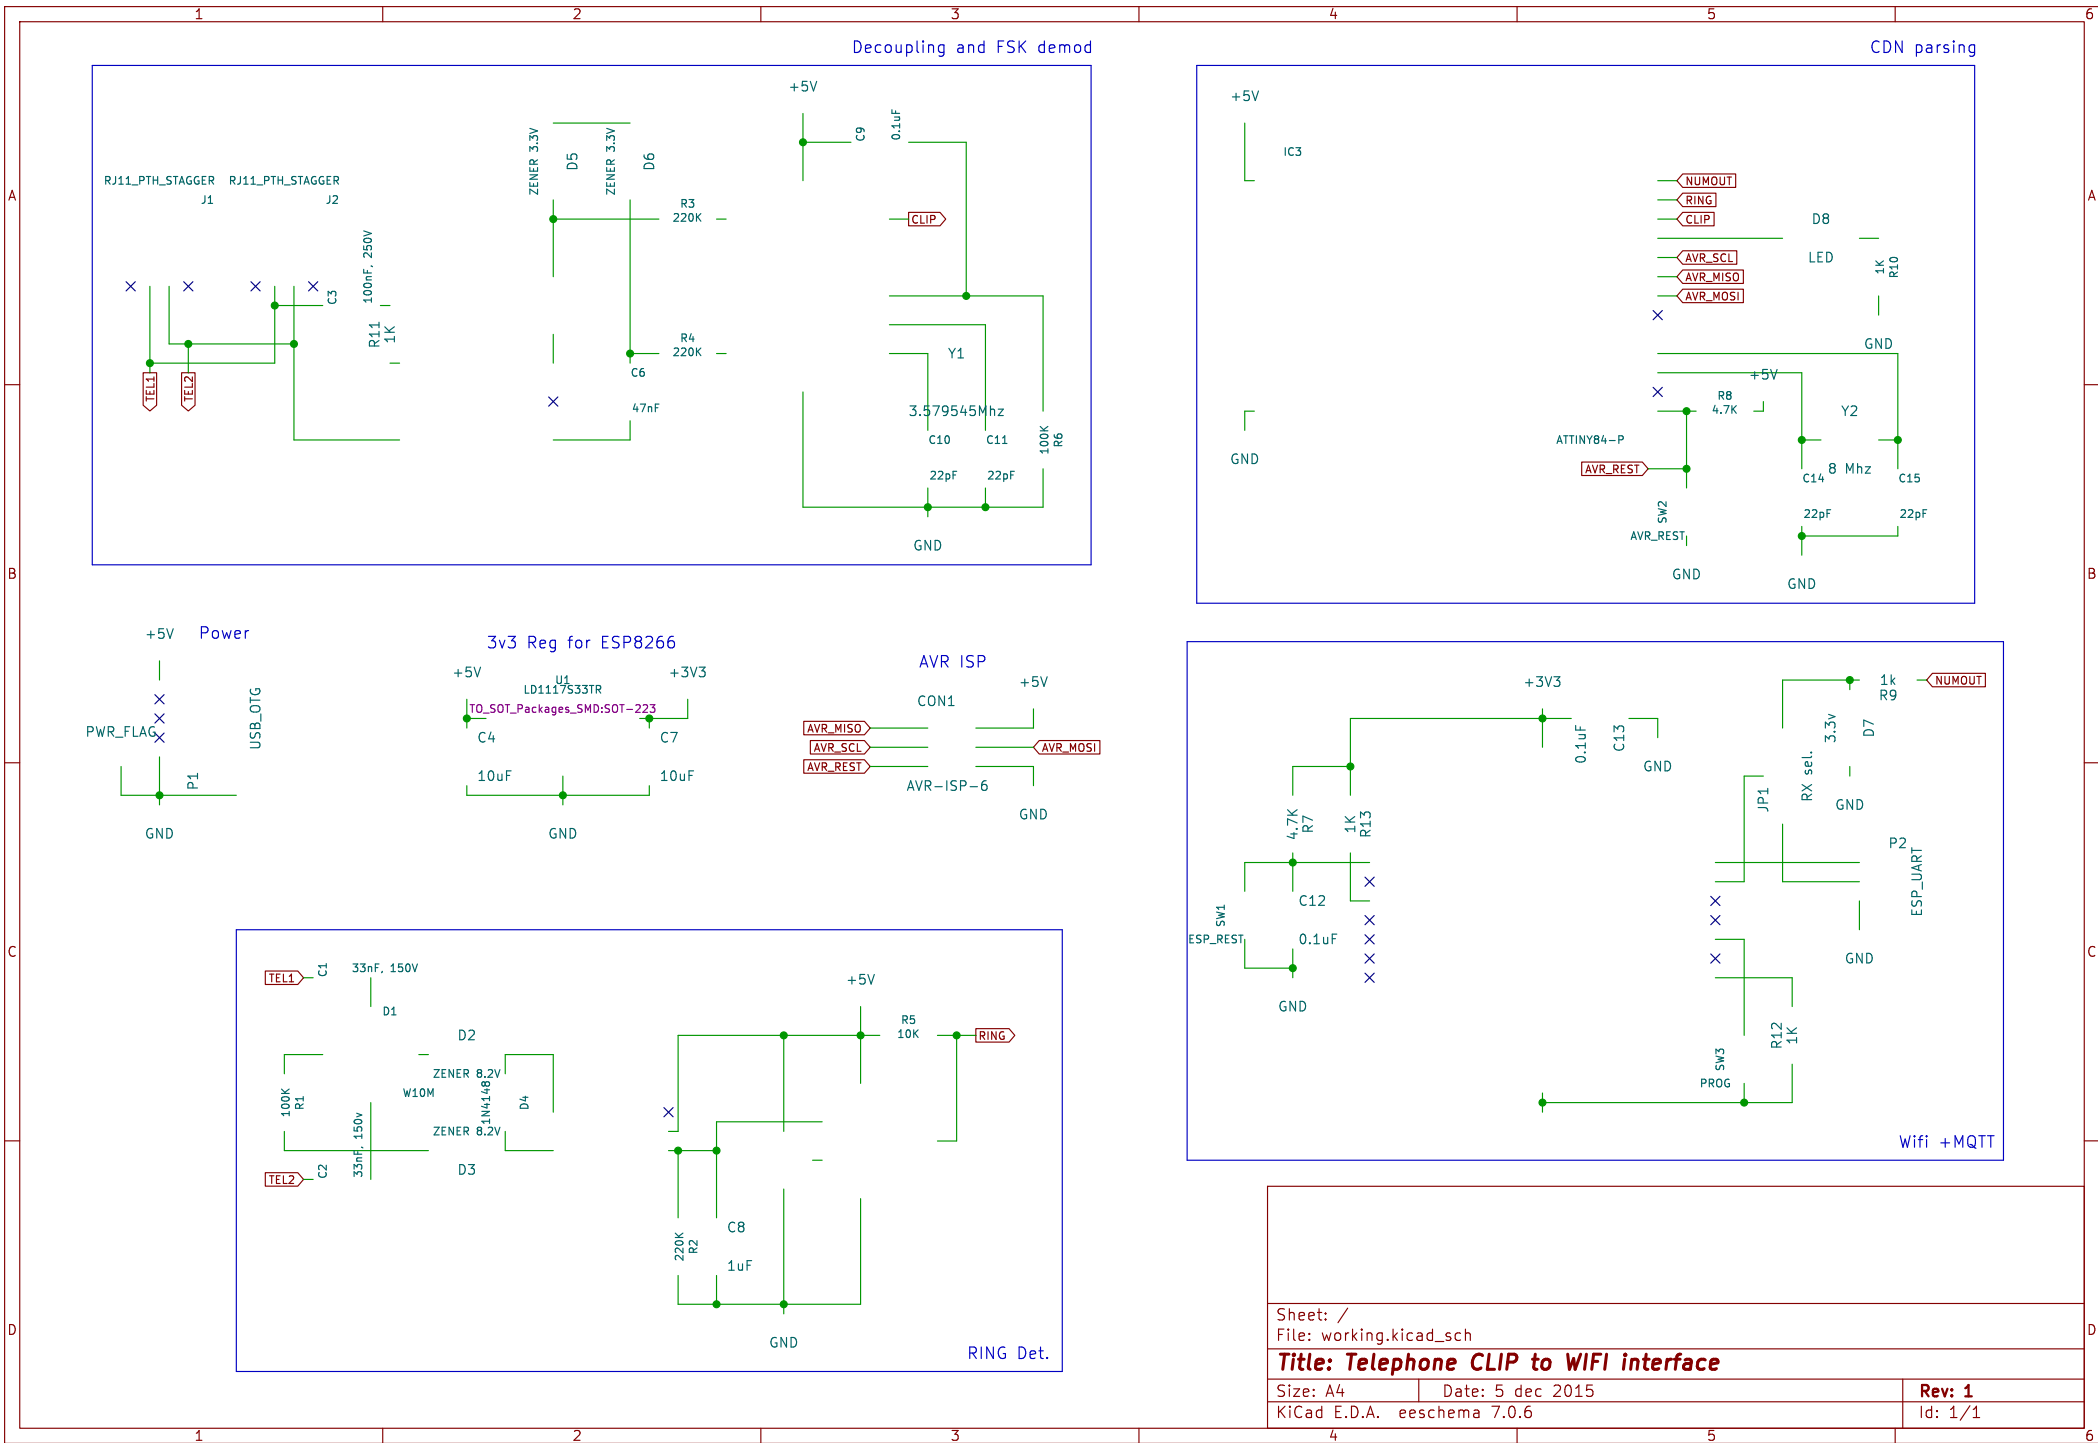 1 2 3 4 5 6
Decoupling and FSK demod
+5V
C9
0.1uF
ZENER 3.3V
D5
ZENER 3.3V
D6
RJ11_PTH_STAGGER
J1
RJ11_PTH_STAGGER
J2
R3
220K
CLIP
100nF, 250V
C3
R11
1K
R4
220K
Y1
3.579545Mhz
C6
47nF
TEL1
TEL2
C10
22pF
C11
22pF
100K
R6
GND
CDN parsing
+5V
IC3
NUMOUT
RING
CLIP
D8
LED
AVR_SCL
AVR_MISO
AVR_MOSI
1K
R10
GND
+5V
R8
4.7K
Y2
8 Mhz
ATTINY84-P
AVR_REST
GND
C14
22pF
C15
22pF
SW2
AVR_REST
GND
GND
A
B
C
D
A
B
C
D
+5V
Power
PWR_FLAG
USB_OTG
P1
GND
3v3 Reg for ESP8266
+5V
U1
LD1117S33TR
+3V3
TO_SOT_Packages_SMD:SOT-223
C4
10uF
C7
10uF
GND
AVR ISP
CON1
+5V
AVR_MISO
AVR_SCL
AVR_MOSI
AVR_REST
AVR-ISP-6
GND
+3V3
1k
R9
NUMOUT
0.1uF
C13
GND
3.3v
D7
RX sel.
JP1
GND
4.7K
R7
1K
R13
P2
ESP_UART
C12
0.1uF
SW1
ESP_REST
GND
GND
R12
1K
SW3
PROG
Wifi +MQTT
TEL1
C1
33nF, 150V
D1
D2
ZENER 8.2V
W10M
1N4148
D4
100K
R1
33nF, 150v
ZENER 8.2V
D3
TEL2
C2
+5V
R5
10K
RING
220K
R2
C8
1uF
GND
RING Det.
Sheet: /
File: working.kicad_sch
Title: Telephone CLIP to WIFI interface
Size: A4 Date: 5 dec 2015 Rev: 1
KiCad E.D.A. eeschema 7.0.6 Id: 1/1
1 2 3 4 5 6